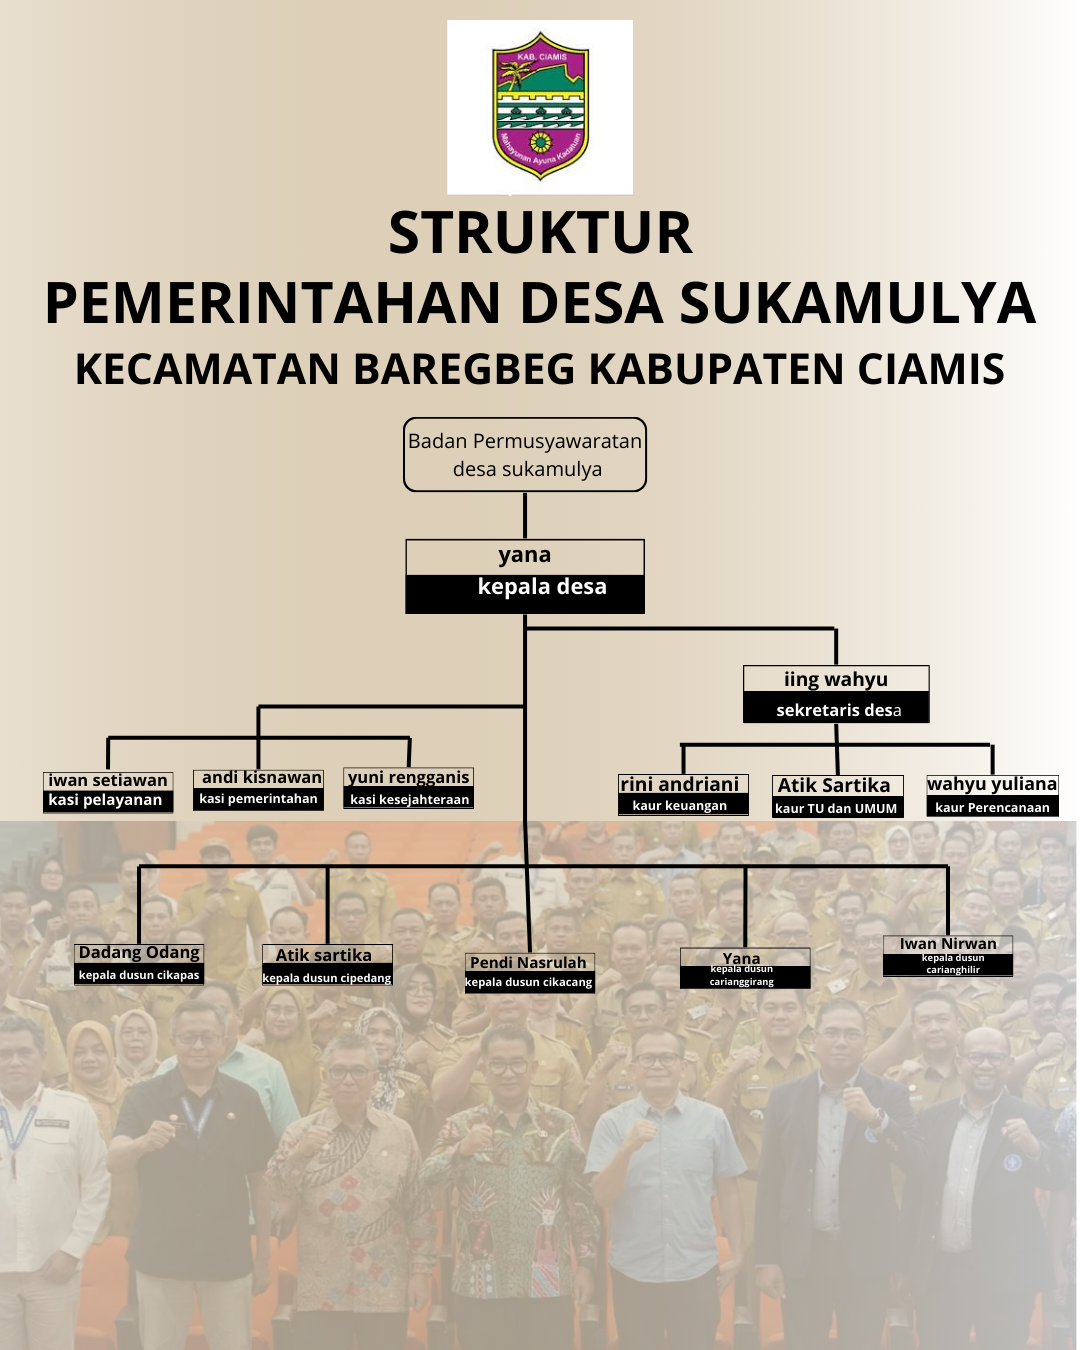 KAB. CIAMIS
Mahayunan Ayuna Kadatuan
STRUKTUR
PEMERINTAHAN DESA SUKAMULYA
KECAMATAN BAREGBEG KABUPATEN CIAMIS
Badan Permusyawaratan
desa sukamulya
yana
kepala desa
iing wahyu
sekretaris desa
iwan setiawan
kasi pelayanan
andi kisnawan
kasi pemerintahan
yuni rengganis
kasi kesejahteraan
rini andriani
kaur keuangan
Atik Sartika
kaur TU dan UMUM
wahyu yuliana
kaur Perencanaan
Dadang Odang
kepala dusun cikapas
Atik sartika
kepala dusun cipedang
Pendi Nasrulah
kepala dusun cikacang
Yana
kepala dusun
carianggirang
Iwan Nirwan
kepala dusun
carianghilir